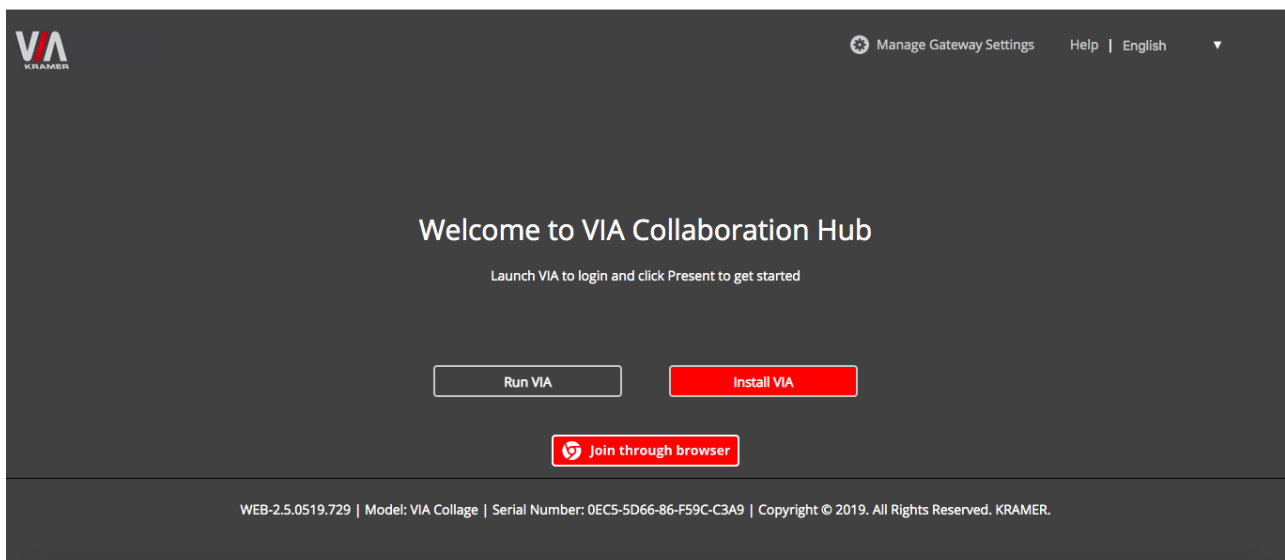 VIA
KRAMER
Manage Gateway Settings Help | English
Welcome to VIA Collaboration Hub
Launch VIA to login and click Present to get started
Run VIA Install VIA
Join through browser
WEB-2.5.0519.729 | Model: VIA Collage | Serial Number: 0EC5-5D66-86-F59C-C3A9 | Copyright © 2019. All Rights Reserved. KRAMER.